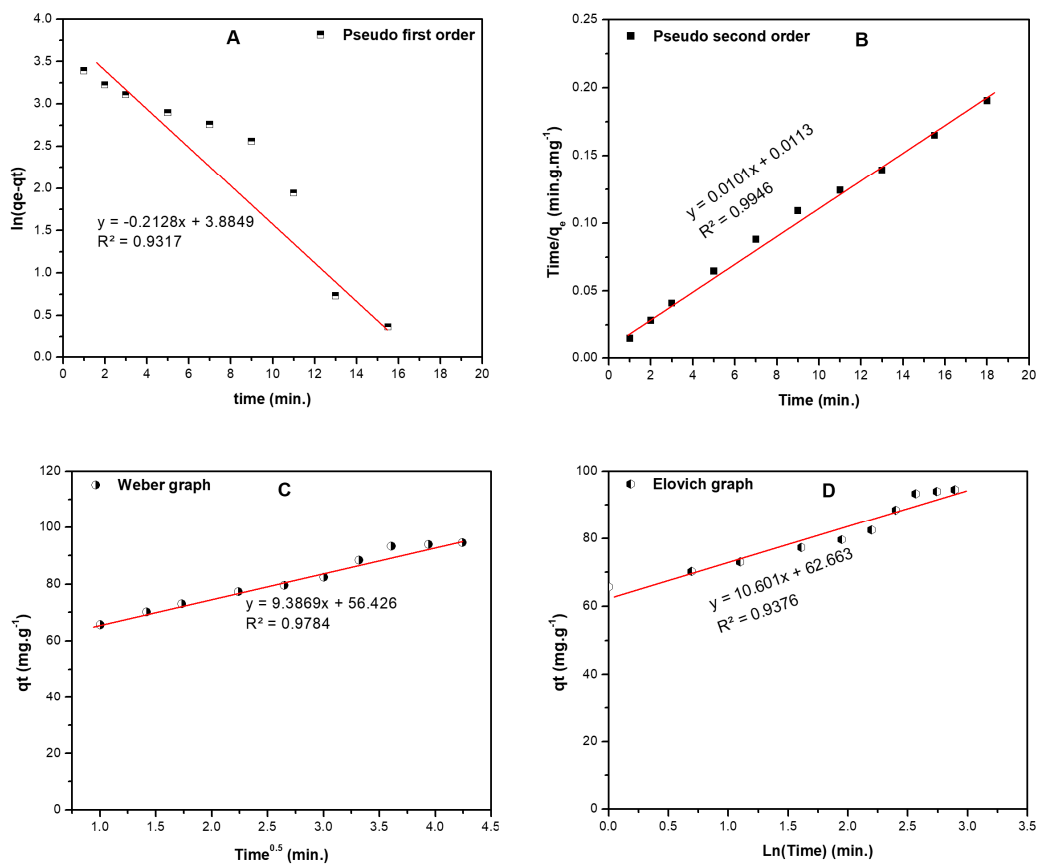 A
Pseudo first order
4.0
3.5
3.0
2.5
2.0
1.5
1.0
0.5
0.0
ln(qe-qt)
y = -0.2128x + 3.8849
R² = 0.9317
0 2 4 6 8 10 12 14 16 18 20
time (min.)
Pseudo second order
B
0.25
0.20
0.15
0.10
0.05
0.00
Time/qₑ (min.g.mg⁻¹)
y = 0.0101x + 0.0113
R² = 0.9946
0 2 4 6 8 10 12 14 16 18 20
Time (min.)
Weber graph
C
120
100
80
60
40
20
0
qt (mg.g⁻¹)
y = 9.3869x + 56.426
R² = 0.9784
1.0 1.5 2.0 2.5 3.0 3.5 4.0 4.5
Time⁰·⁵ (min.)
Elovich graph
D
100
80
60
40
20
0
qt (mg.g⁻¹)
y = 10.601x + 62.663
R² = 0.9376
0.0 0.5 1.0 1.5 2.0 2.5 3.0 3.5
Ln(Time) (min.)